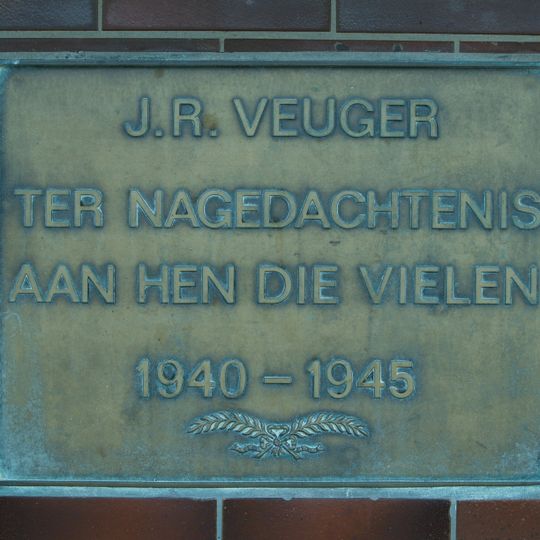 J.R. VEUGER
TER NAGEDACHTENIS
AAN HEN DIE VIELEN
1940 - 1945